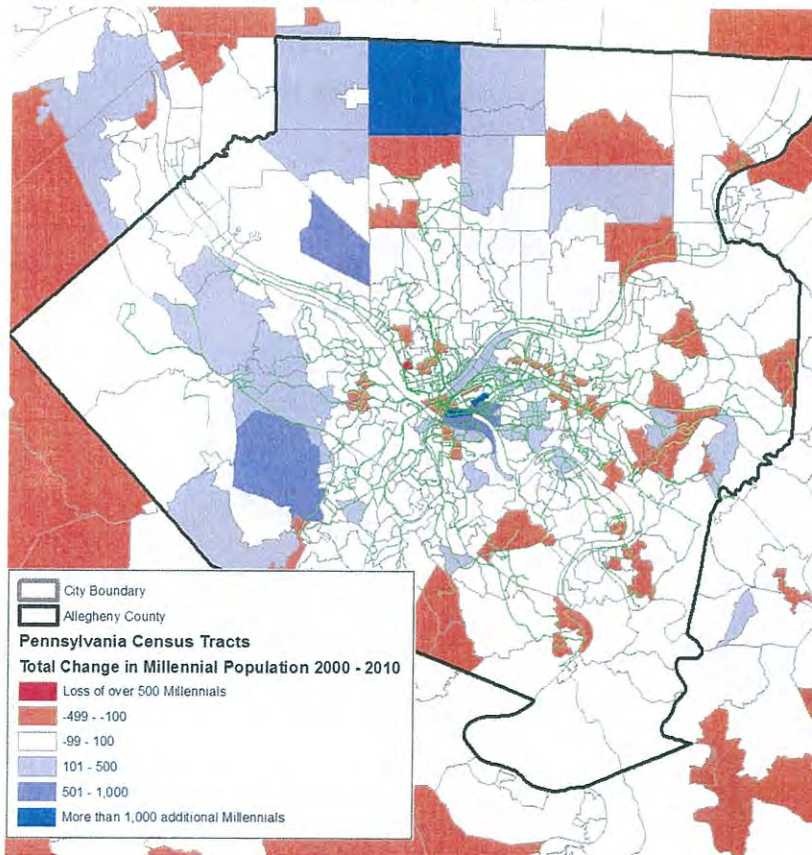 City Boundary
Allegheny County
Pennsylvania Census Tracts
Total Change in Millennial Population 2000 - 2010
Loss of over 500 Millennials
-499 - -100
-99 - 100
101 - 500
501 - 1,000
More than 1,000 additional Millennials